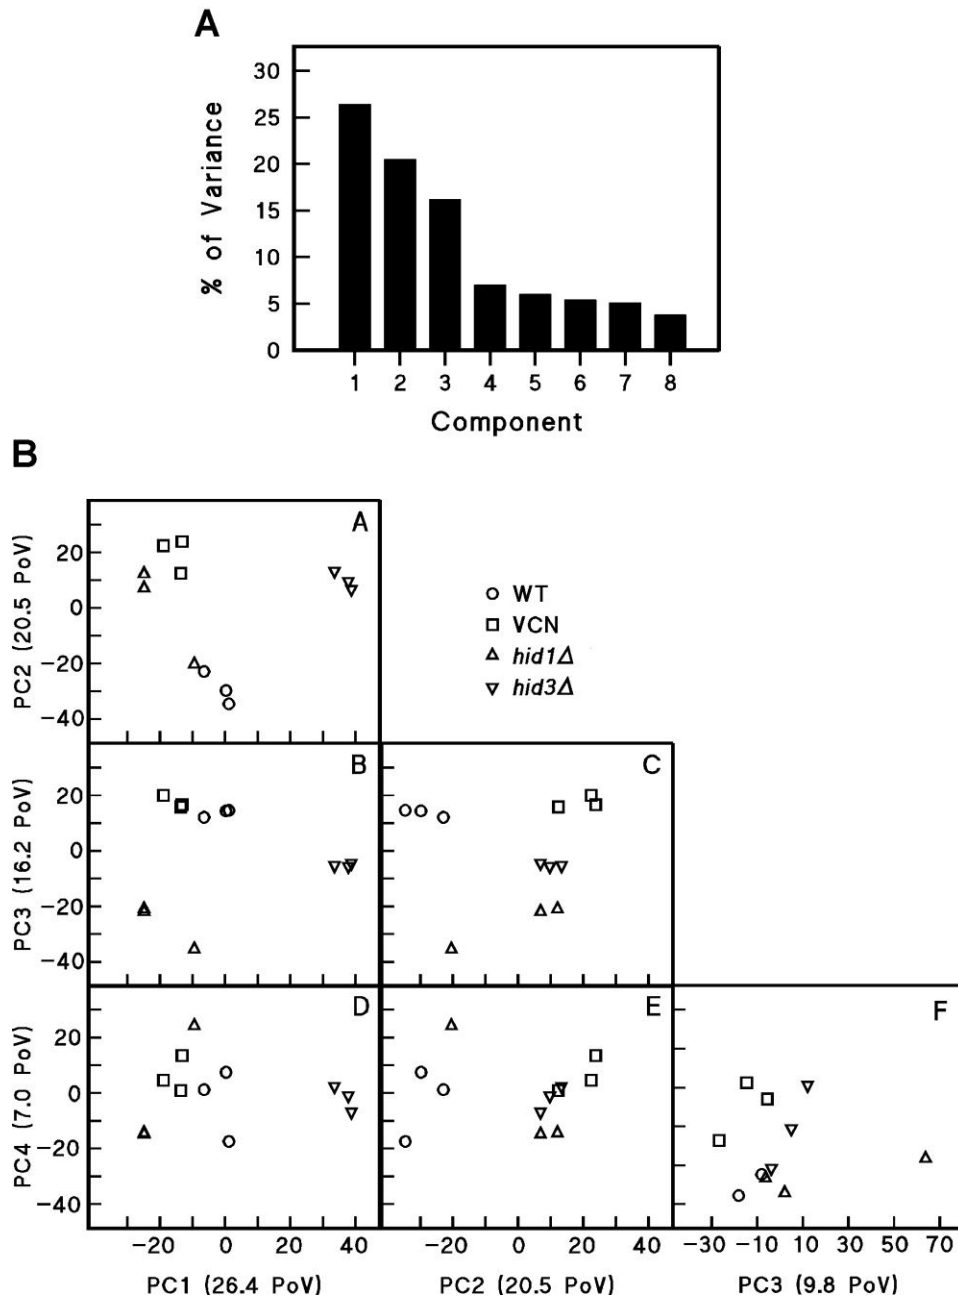 A
30
25
20
15
10
5
0
% of Variance
1 2 3 4 5 6 7 8
Component
B
A
20
0
−20
−40
PC2 (20.5 PoV)
WT
VCN
hid1Δ
hid3Δ
B
C
20
0
−20
−40
PC3 (16.2 PoV)
D
E
F
20
0
−20
−40
PC4 (7.0 PoV)
−20 0 20 40
−20 0 20 40
−30 −10 10 30 50 70
PC1 (26.4 PoV)
PC2 (20.5 PoV)
PC3 (9.8 PoV)